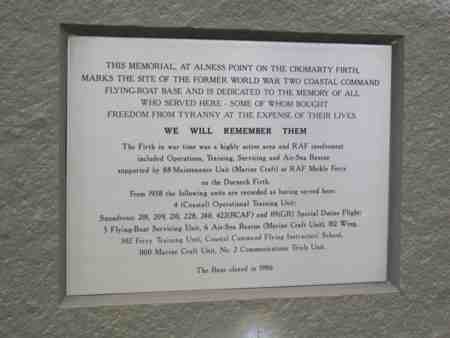 THIS MEMORIAL, AT ALNESS POINT ON THE CROMARTY FIRTH,
MARKS THE SITE OF THE FORMER WORLD WAR TWO COASTAL COMMAND
FLYING-BOAT BASE AND IS DEDICATED TO THE MEMORY OF ALL
WHO SERVED HERE - SOME OF WHOM BOUGHT
FREEDOM FROM TYRANNY AT THE EXPENSE OF THEIR LIVES
WE WILL REMEMBER THEM
The Firth in war time was a highly active area and RAF involvment
included Operations, Training, Servicing and Air-Sea Rescue
supported by 88 Maintenance Unit (Marine Craft) at RAF Meikle Ferry
on the Dornoch Firth.
From 1938 the following units are recorded as having served here:
4 (Coastal) Operational Training Unit;
Squadrons 201, 209, 210, 228, 240, 422(RCAF) and 119(GR) Special Duties Flight;
5 Flying-Boat Servicing Unit, 6 Air-Sea Rescue (Marine Craft Unit), 102 Wing,
302 Ferry Training Unit, Coastal Command Flying Instructors' School,
1100 Marine Craft Unit, No. 2 Communications Trials Unit.
The Base closed in 1986